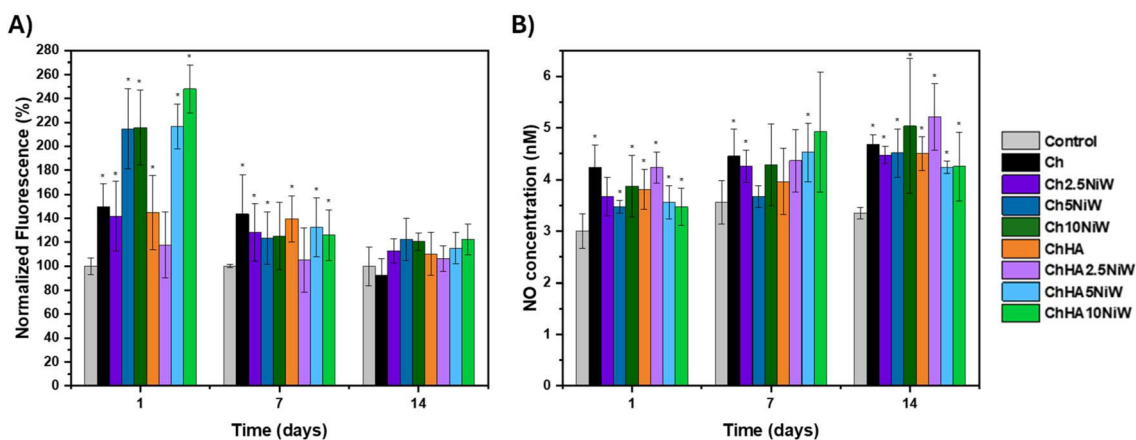 A)
Normalized Fluorescence (%)
280
260
240
220
200
180
160
140
120
100
80
60
40
20
0
* * * * * * *
* * * * * *
1 7 14
Time (days)
B)
NO concentration (nM)
6
5
4
3
2
1
0
* * * * * * *
* * *
* * * * * * * *
1 7 14
Time (days)
Control
Ch
Ch2.5NiW
Ch5NiW
Ch10NiW
ChHA
ChHA2.5NiW
ChHA5NiW
ChHA10NiW